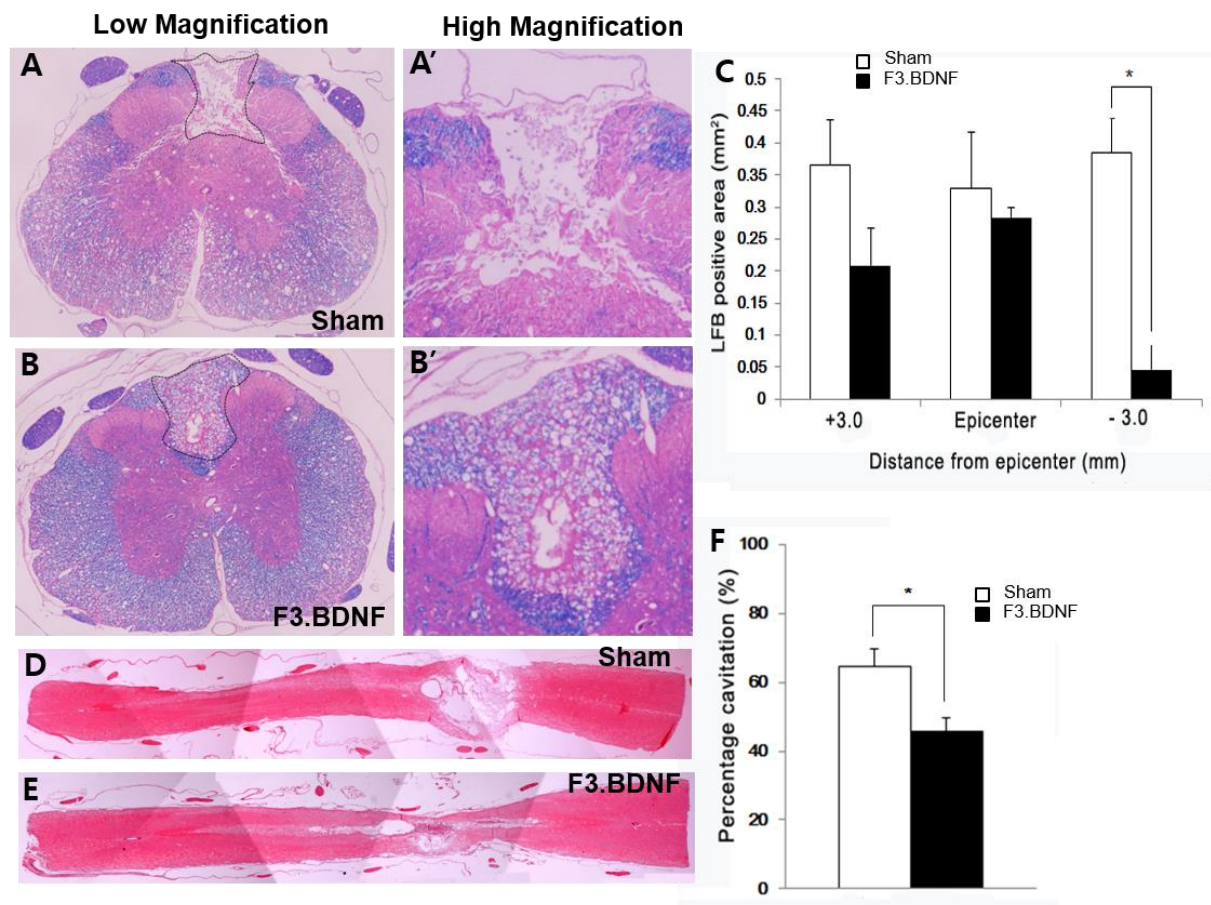 Low Magnification
High Magnification
A
Sham
A′
B
F3.BDNF
B′
C
Sham
F3.BDNF
*
LFB positive area (mm²)
0.5
0.45
0.4
0.35
0.3
0.25
0.2
0.15
0.1
0.05
0
+3.0
Epicenter
- 3.0
Distance from epicenter (mm)
D
Sham
E
F3.BDNF
F
Sham
F3.BDNF
*
Percentage cavitation (%)
100
80
60
40
20
0